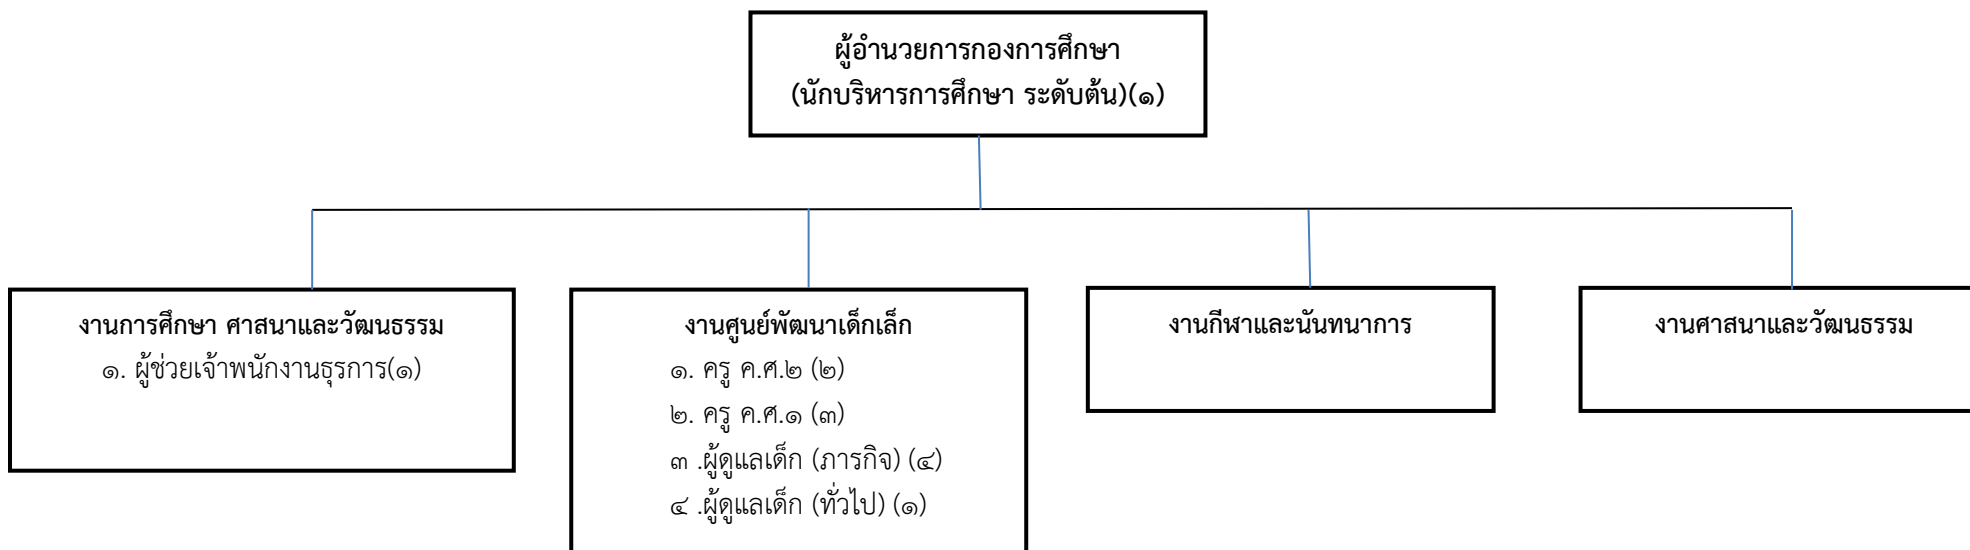 ผู้อำนวยการกองการศึกษา
(นักบริหารการศึกษา ระดับต้น)(๑)
งานการศึกษา ศาสนาและวัฒนธรรม
๑. ผู้ช่วยเจ้าพนักงานธุรการ(๑)
งานศูนย์พัฒนาเด็กเล็ก
๑. ครู ค.ศ.๒ (๒)
๒. ครู ค.ศ.๑ (๓)
๓ .ผู้ดูแลเด็ก (ภารกิจ) (๔)
๔ .ผู้ดูแลเด็ก (ทั่วไป) (๑)
งานกีฬาและนันทนาการ
งานศาสนาและวัฒนธรรม